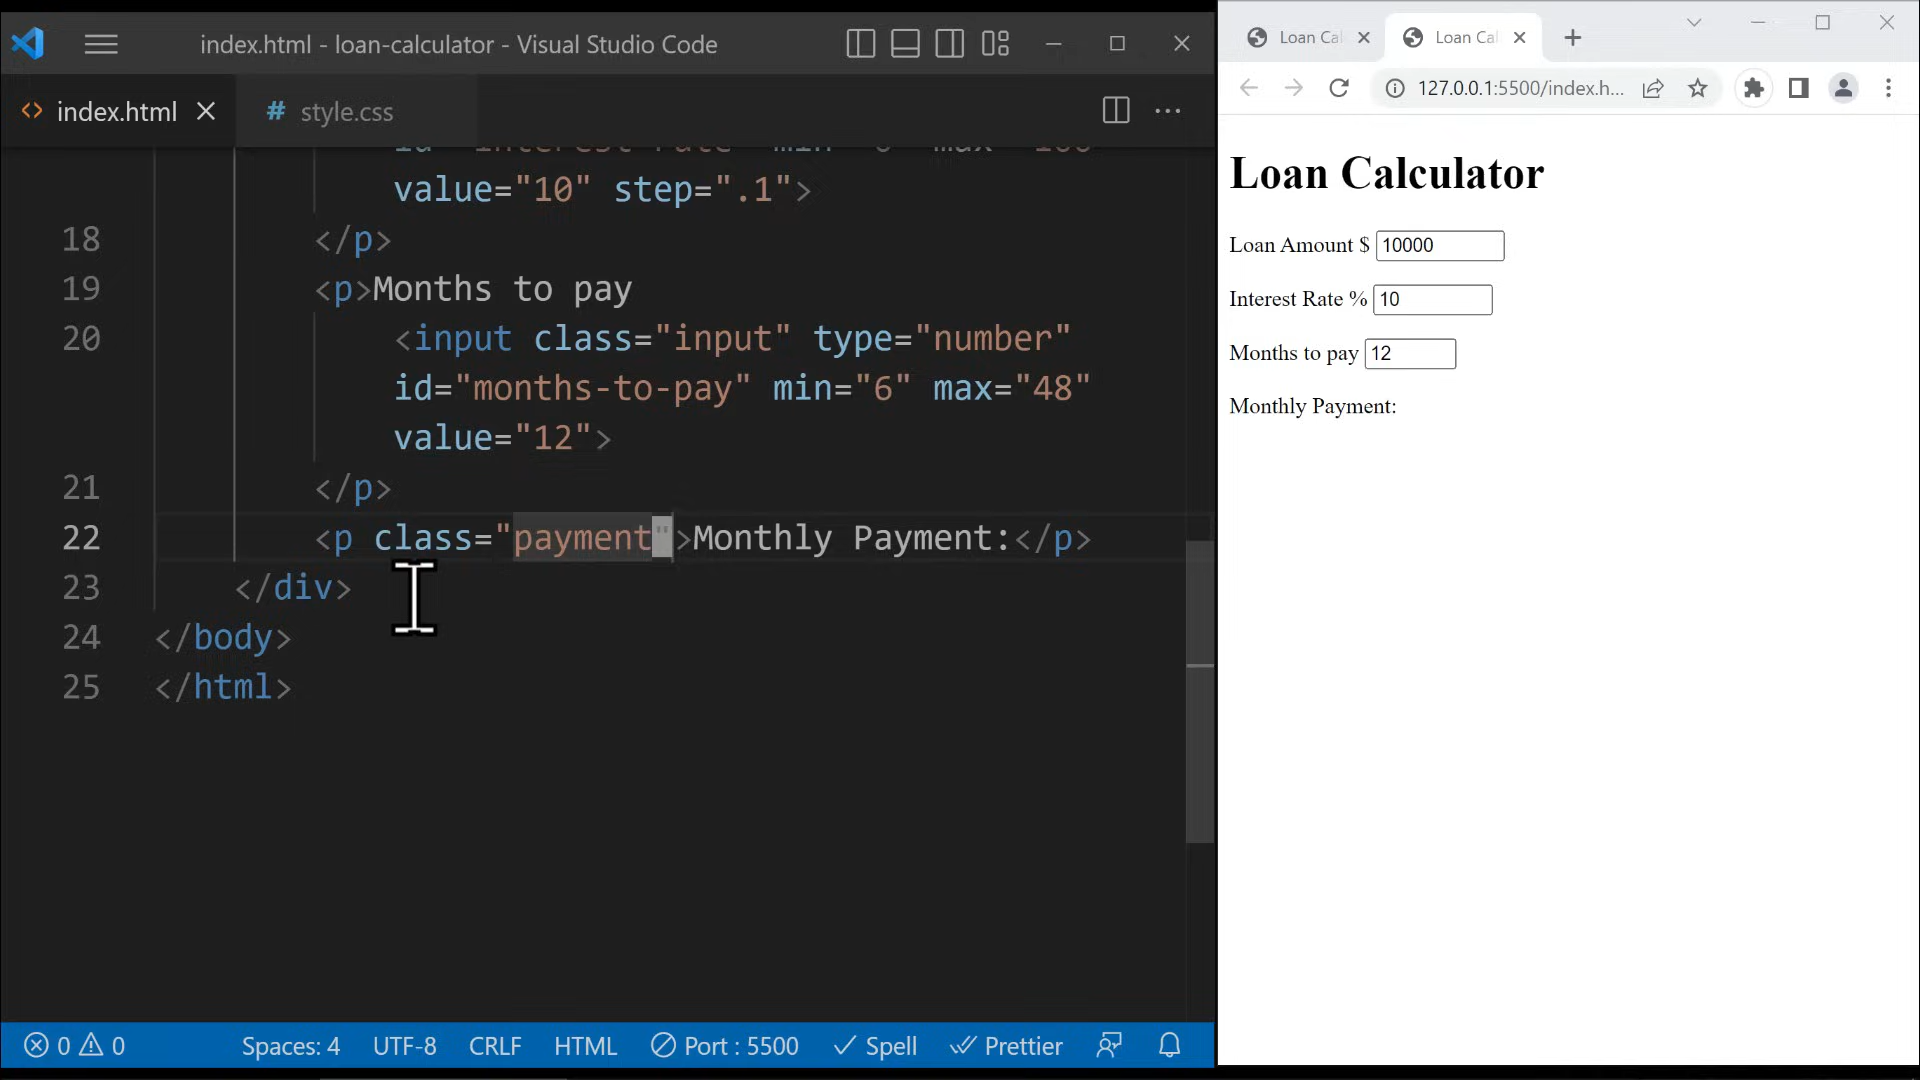 index.html - loan-calculator - Visual Studio Code
index.html
# style.css
value="10" step=".1">
18 </p>
19 <p>Months to pay
20 <input class="input" type="number"
id="months-to-pay" min="6" max="48"
value="12">
21 </p>
22 <p class="payment">Monthly Payment:</p>
23 </div>
24 </body>
25 </html>
0 0 Spaces: 4 UTF-8 CRLF HTML Port : 5500 Spell Prettier
Loan Cal Loan Cal
127.0.0.1:5500/index.h...
Loan Calculator
Loan Amount $ 10000
Interest Rate % 10
Months to pay 12
Monthly Payment: